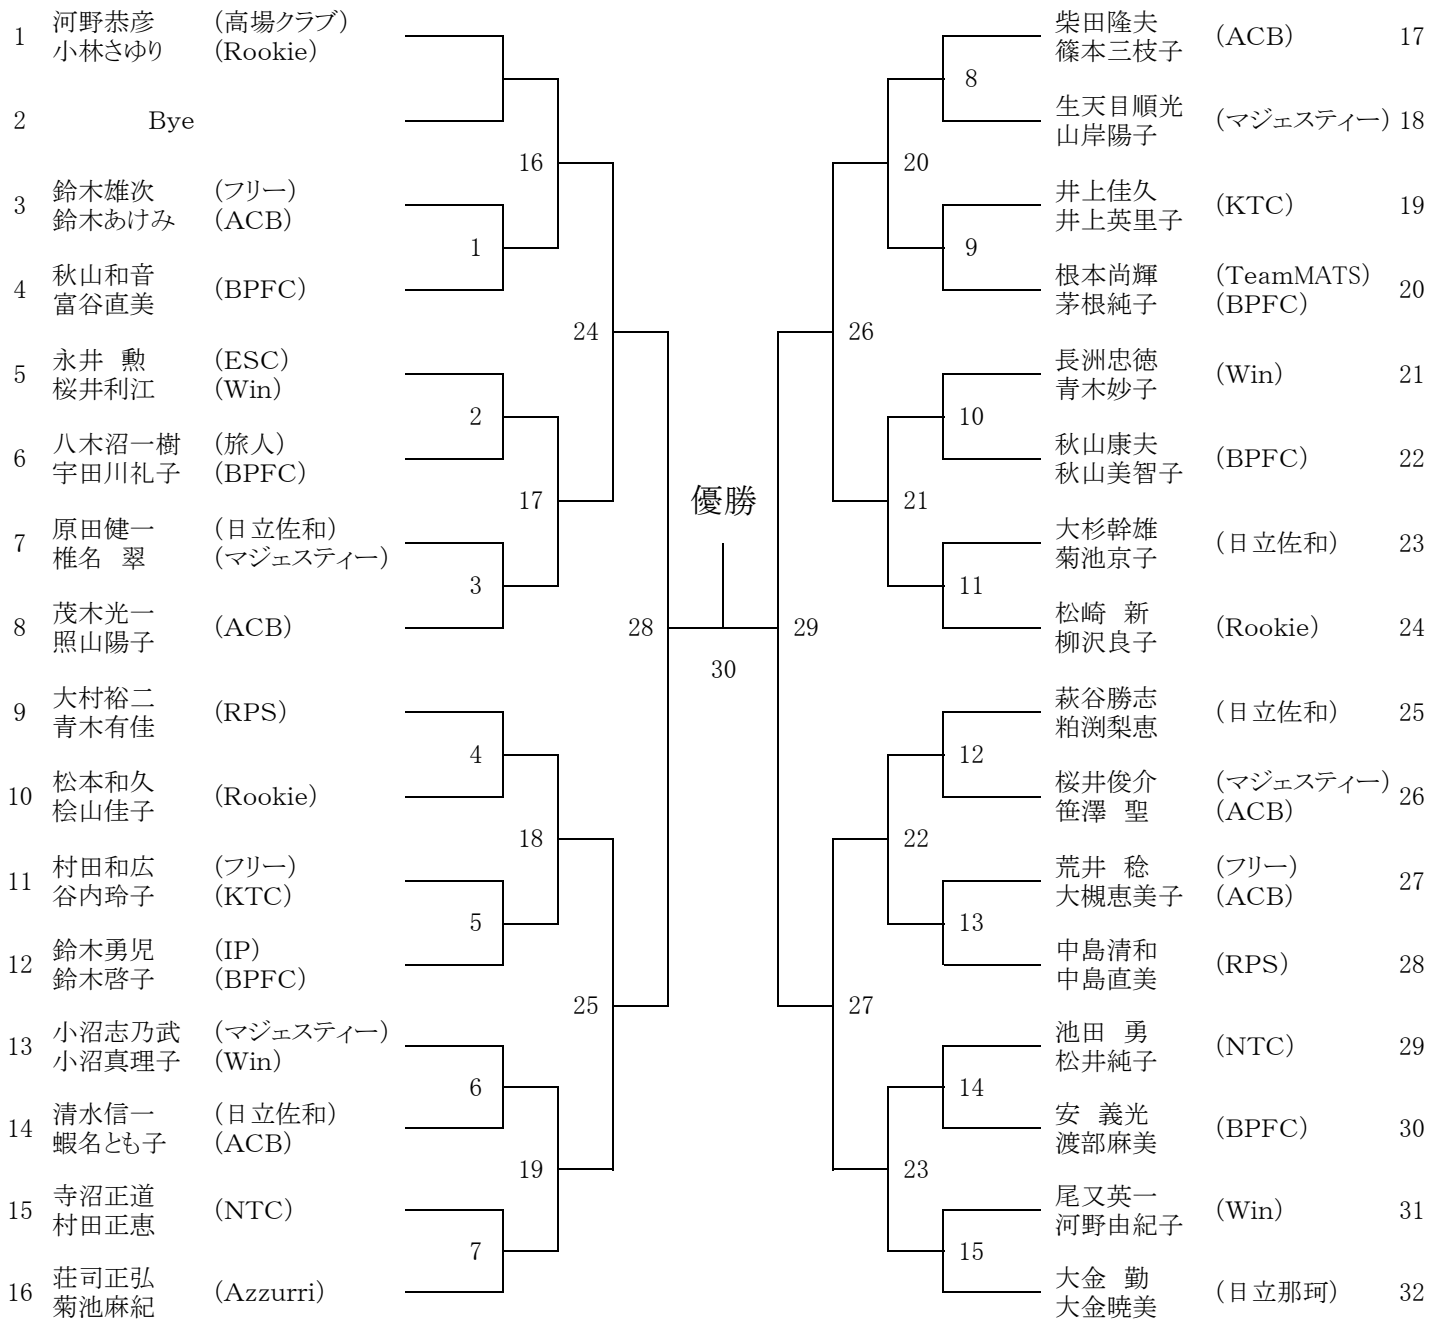 1 河野恭彦 (高場クラブ)
小林さゆり (Rookie)
2 Bye
3 鈴木雄次 (フリー)
鈴木あけみ (ACB)
4 秋山和音 (BPFC)
富谷直美
5 永井 勲 (ESC)
桜井利江 (Win)
6 八木沼一樹 (旅人)
宇田川礼子 (BPFC)
7 原田健一 (日立佐和)
椎名 翠 (マジェスティー)
8 茂木光一 (ACB)
照山陽子
9 大村裕二 (RPS)
青木有佳
10 松本和久 (Rookie)
桧山佳子
11 村田和広 (フリー)
谷内玲子 (KTC)
12 鈴木勇児 (IP)
鈴木啓子 (BPFC)
13 小沼志乃武 (マジェスティー)
小沼真理子 (Win)
14 清水信一 (日立佐和)
蝦名とも子 (ACB)
15 寺沼正道 (NTC)
村田正恵
16 荘司正弘 (Azzurri)
菊池麻紀
1
2
3
4
5
6
7
16
17
18
19
24
25
28
優勝
30
29
26
27
20
21
22
23
8
9
10
11
12
13
14
15
柴田隆夫 (ACB) 17
篠本三枝子
生天目順光 (マジェスティー) 18
山岸陽子
井上佳久 (KTC) 19
井上英里子
根本尚輝 (TeamMATS) 20
茅根純子 (BPFC)
長洲忠徳 (Win) 21
青木妙子
秋山康夫 (BPFC) 22
秋山美智子
大杉幹雄 (日立佐和) 23
菊池京子
松崎 新 (Rookie) 24
柳沢良子
萩谷勝志 (日立佐和) 25
粕渕梨恵
桜井俊介 (マジェスティー) 26
笹澤 聖 (ACB)
荒井 稔 (フリー) 27
大槻恵美子 (ACB)
中島清和 (RPS) 28
中島直美
池田 勇 (NTC) 29
松井純子
安 義光 (BPFC) 30
渡部麻美
尾又英一 (Win) 31
河野由紀子
大金 勤 (日立那珂) 32
大金暁美